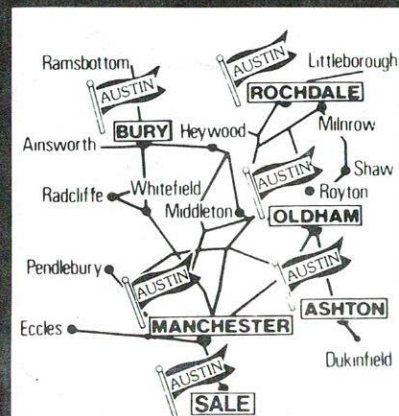 Ramsbottom
Littleborough
AUSTIN
AUSTIN
ROCHDALE
BURY
Heywood
Milnrow
Ainsworth
AUSTIN
Shaw
Radcliffe
Whitefield
Royton
Middleton
OLDHAM
Pendlebury
AUSTIN
AUSTIN
ASHTON
Eccles
MANCHESTER
Dukinfield
AUSTIN
SALE